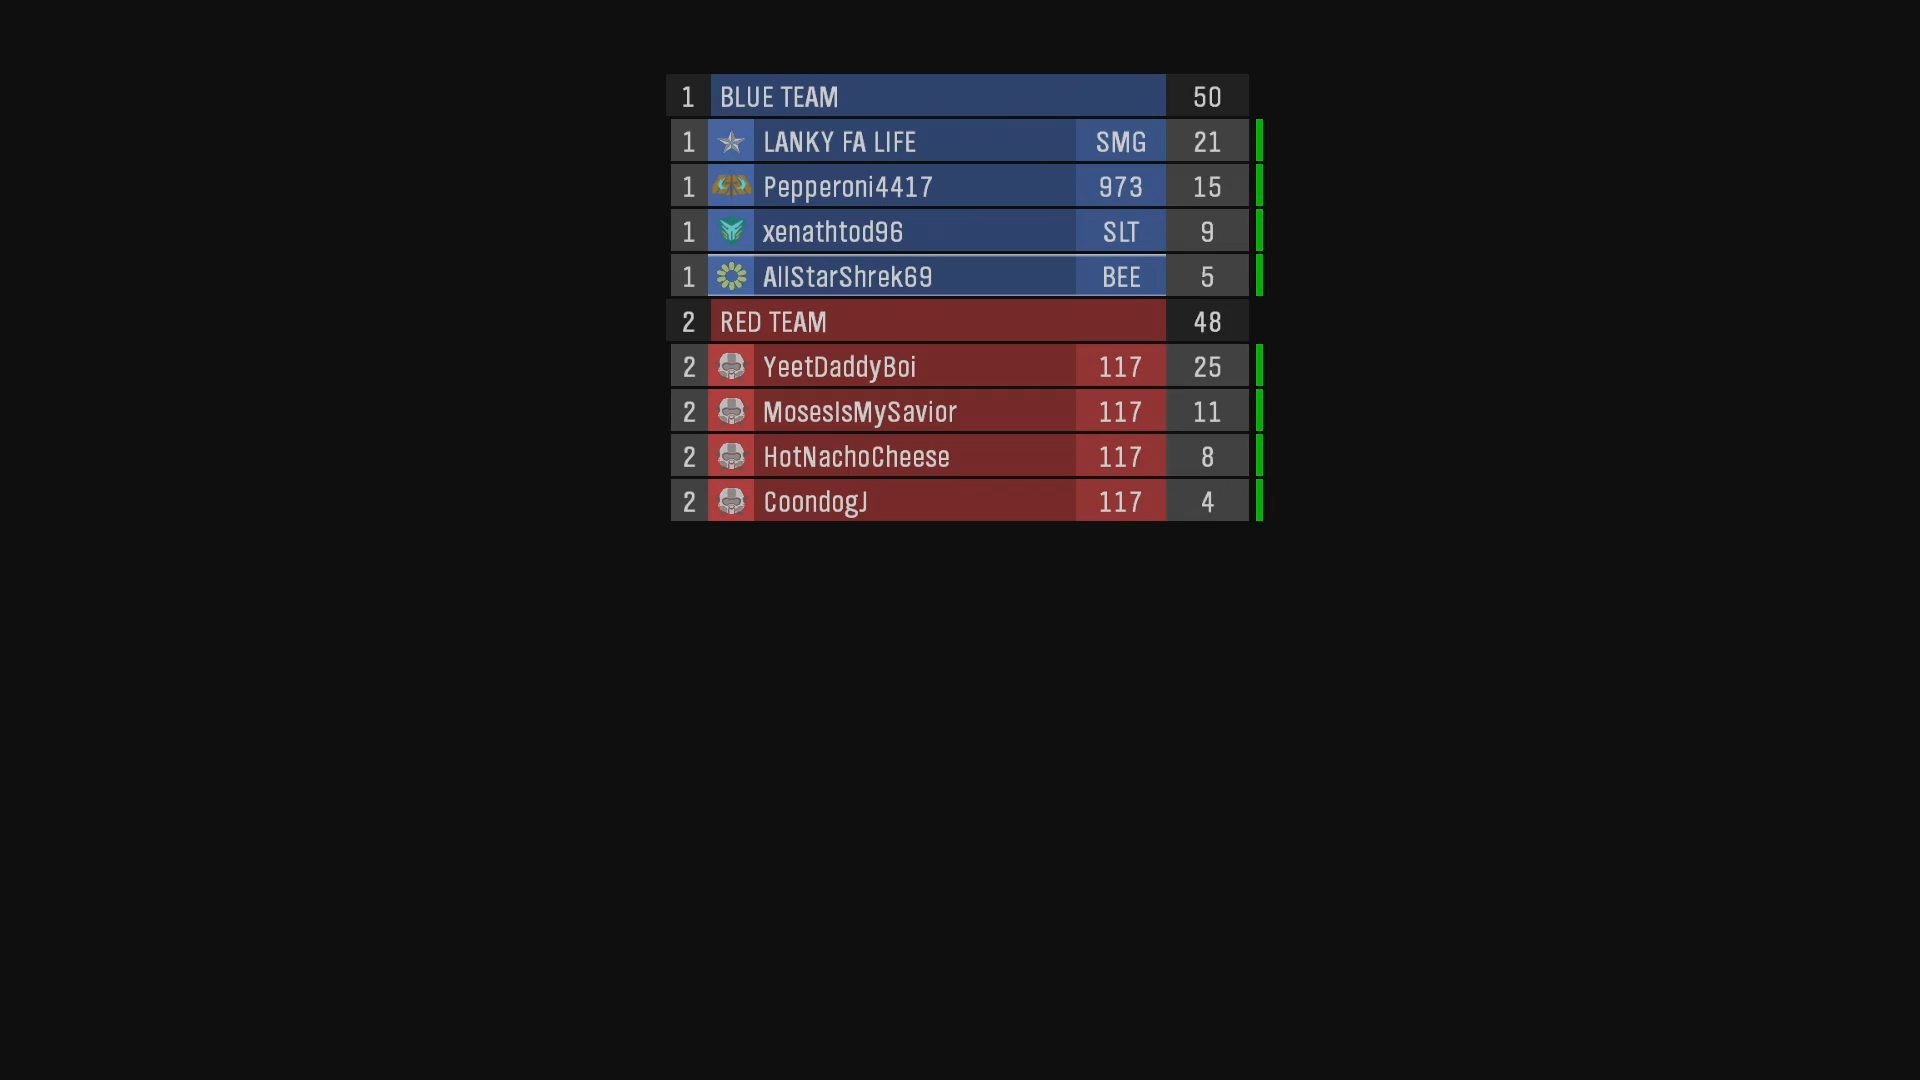 1 BLUE TEAM 50
1 LANKY FA LIFE SMG 21
1 Pepperoni4417 973 15
1 xenathtod96 SLT 9
1 AllStarShrek69 BEE 5
2 RED TEAM 48
2 YeetDaddyBoi 117 25
2 MosesIsMySavior 117 11
2 HotNachoCheese 117 8
2 CoondogJ 117 4